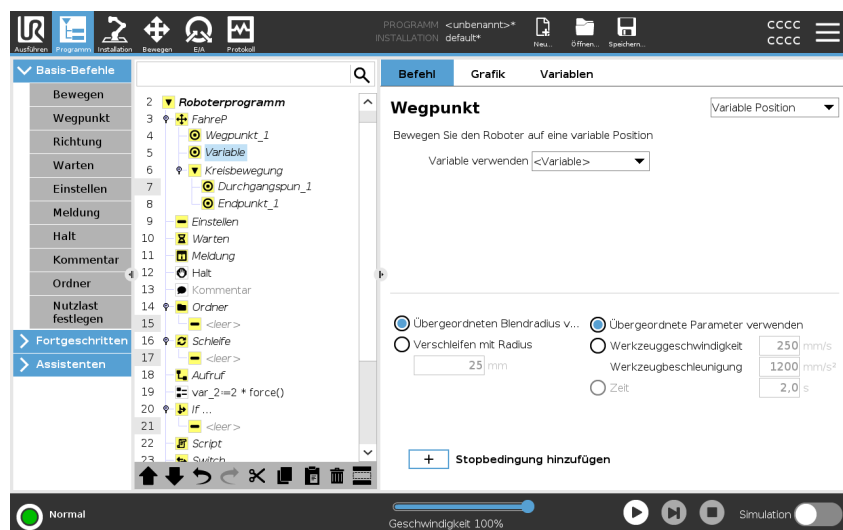 PROGRAMM <unbenannt>*
INSTALLATION default*
Ausführen Programm Installation Bewegen E/A Protokoll
Neu... Öffnen... Speichern...
cccc
cccc
Basis-Befehle
Bewegen
Wegpunkt
Richtung
Warten
Einstellen
Meldung
Halt
Kommentar
Ordner
Nutzlast
festlegen
Fortgeschritten
Assistenten
2 Roboterprogramm
3 FahreP
4 Wegpunkt_1
5 Variable
6 Kreisbewegung
7 Durchgangspun_1
8 Endpunkt_1
9 Einstellen
10 Warten
11 Meldung
12 Halt
13 Kommentar
14 Ordner
15 <leer>
16 Schleife
17 <leer>
18 Aufruf
19 var_2:=2 * force()
20 If ...
21 <leer>
22 Script
23 Switch
Befehl Grafik Variablen
Wegpunkt
Variable Position
Bewegen Sie den Roboter auf eine variable Position
Variable verwenden <Variable>
Übergeordneten Blendradius v...
Verschleifen mit Radius
25 mm
Übergeordnete Parameter verwenden
Werkzeuggeschwindigkeit 250 mm/s
Werkzeugbeschleunigung 1200 mm/s²
Zeit 2,0 s
+ Stopbedingung hinzufügen
Normal
Geschwindigkeit 100%
Simulation